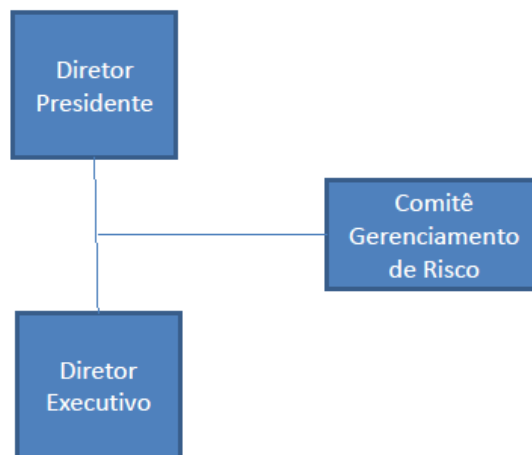 Diretor
Presidente
Comitê
Gerenciamento
de Risco
Diretor
Executivo